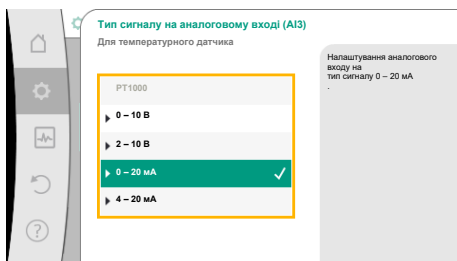 Тип сигналу на аналоговому вході (AI3)
Для температурного датчика
PT1000
0 – 10 В
2 – 10 В
0 – 20 мА
4 – 20 мА
Налаштування аналогового
входу на
тип сигналу 0 – 20 мА
.